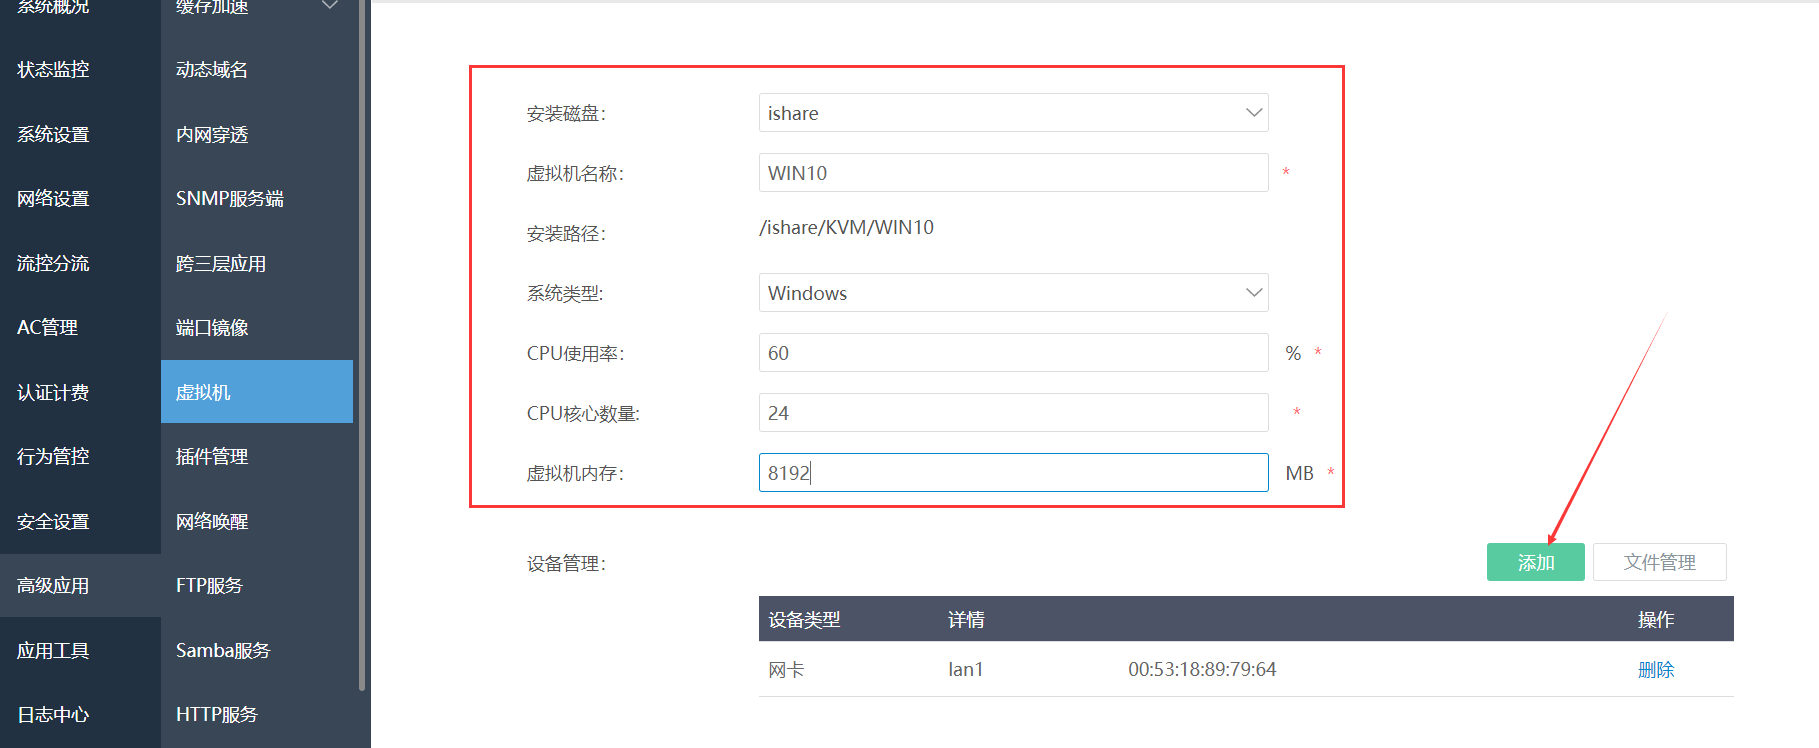 系统概况
状态监控
系统设置
网络设置
流控分流
AC管理
认证计费
行为管控
安全设置
高级应用
应用工具
日志中心
缓存加速
动态域名
内网穿透
SNMP服务端
跨三层应用
端口镜像
虚拟机
插件管理
网络唤醒
FTP服务
Samba服务
HTTP服务
安装磁盘： ishare
虚拟机名称： WIN10 *
安装路径： /ishare/KVM/WIN10
系统类型: Windows
CPU使用率： 60 % *
CPU核心数量: 24 *
虚拟机内存： 8192 MB *
设备管理： 添加 文件管理
设备类型 详情 操作
网卡 lan1 00:53:18:89:79:64 删除